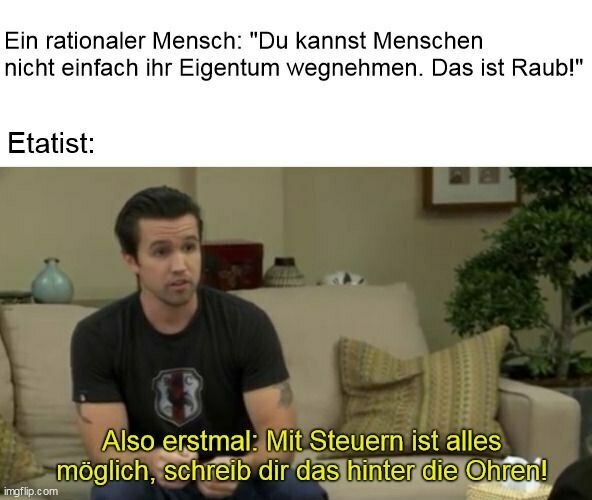 Ein rationaler Mensch: "Du kannst Menschen
nicht einfach ihr Eigentum wegnehmen. Das ist Raub!"
Etatist:
Also erstmal: Mit Steuern ist alles
möglich, schreib dir das hinter die Ohren!
imgflip.com